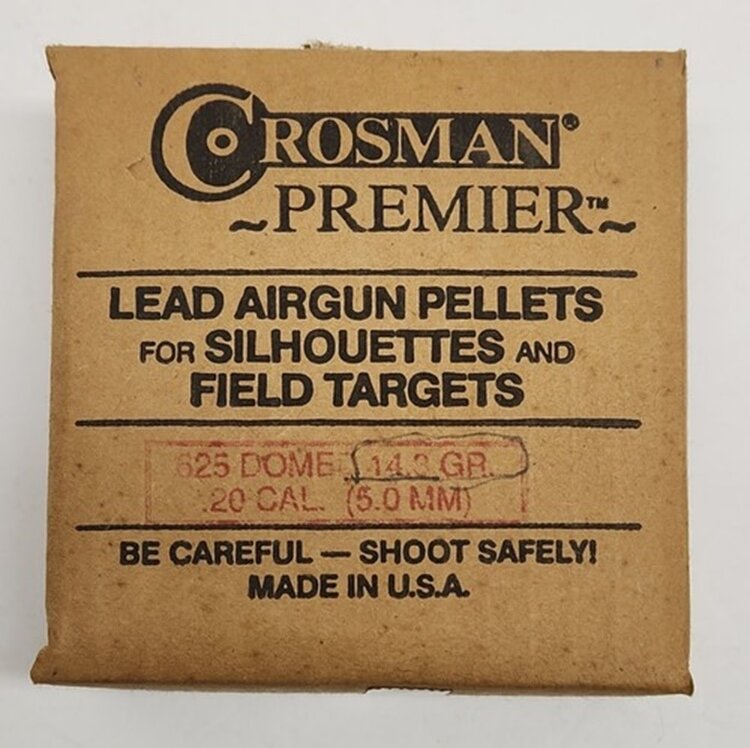 CROSMAN®
~PREMIER™~
LEAD AIRGUN PELLETS
FOR SILHOUETTES AND
FIELD TARGETS
625 DOME 14.3 GR.
.20 CAL. (5.0 MM)
BE CAREFUL — SHOOT SAFELY!
MADE IN U.S.A.